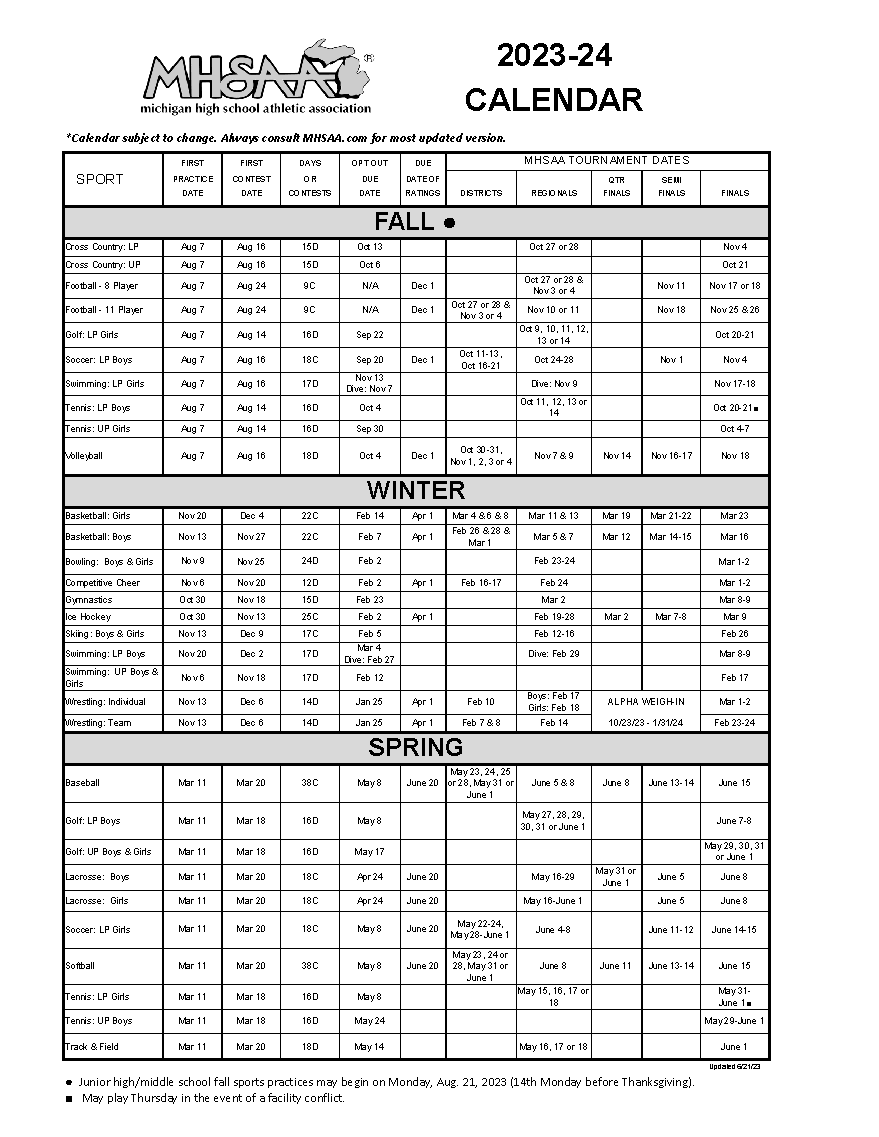 MHSAA ®
michigan high school athletic association
2023-24
CALENDAR
*Calendar subject to change. Always consult MHSAA.com for most updated version.
SPORT FIRST PRACTICE DATE FIRST CONTEST DATE DAYS OR CONTESTS OPT OUT DUE DATE DUE DATE OF RATINGS MHSAA TOURNAMENT DATES
DISTRICTS REGIONALS QTR FINALS SEMI FINALS FINALS
FALL ●
Cross Country: LP Aug 7 Aug 16 15D Oct 13 Oct 27 or 28 Nov 4
Cross Country: UP Aug 7 Aug 16 15D Oct 6 Oct 21
Football - 8 Player Aug 7 Aug 24 9C N/A Dec 1 Oct 27 or 28 & Nov 3 or 4 Nov 11 Nov 17 or 18
Football - 11 Player Aug 7 Aug 24 9C N/A Dec 1 Oct 27 or 28 & Nov 3 or 4 Nov 10 or 11 Nov 18 Nov 25 & 26
Golf: LP Girls Aug 7 Aug 14 16D Sep 22 Oct 9, 10, 11, 12, 13 or 14 Oct 20-21
Soccer: LP Boys Aug 7 Aug 16 18C Sep 20 Dec 1 Oct 11-13, Oct 16-21 Oct 24-28 Nov 1 Nov 4
Swimming: LP Girls Aug 7 Aug 16 17D Nov 13 Dive: Nov 7 Dive: Nov 9 Nov 17-18
Tennis: LP Boys Aug 7 Aug 14 16D Oct 4 Oct 11, 12, 13 or 14 Oct 20-21■
Tennis: UP Girls Aug 7 Aug 14 16D Sep 30 Oct 4-7
Volleyball Aug 7 Aug 16 18D Oct 4 Dec 1 Oct 30-31, Nov 1, 2, 3 or 4 Nov 7 & 9 Nov 14 Nov 16-17 Nov 18
WINTER
Basketball: Girls Nov 20 Dec 4 22C Feb 14 Apr 1 Mar 4 & 6 & 8 Mar 11 & 13 Mar 19 Mar 21-22 Mar 23
Basketball: Boys Nov 13 Nov 27 22C Feb 7 Apr 1 Feb 26 & 28 & Mar 1 Mar 5 & 7 Mar 12 Mar 14-15 Mar 16
Bowling: Boys & Girls Nov 9 Nov 25 24D Feb 2 Feb 23-24 Mar 1-2
Competitive Cheer Nov 6 Nov 20 12D Feb 2 Apr 1 Feb 16-17 Feb 24 Mar 1-2
Gymnastics Oct 30 Nov 18 15D Feb 23 Mar 2 Mar 8-9
Ice Hockey Oct 30 Nov 13 25C Feb 2 Apr 1 Feb 19-28 Mar 2 Mar 7-8 Mar 9
Skiing: Boys & Girls Nov 13 Dec 9 17C Feb 5 Feb 12-16 Feb 26
Swimming: LP Boys Nov 20 Dec 2 17D Mar 4 Dive: Feb 27 Dive: Feb 29 Mar 8-9
Swimming: UP Boys & Girls Nov 6 Nov 18 17D Feb 12 Feb 17
Wrestling: Individual Nov 13 Dec 6 14D Jan 25 Apr 1 Feb 10 Boys: Feb 17 Girls: Feb 18 ALPHA WEIGH-IN Mar 1-2
Wrestling: Team Nov 13 Dec 6 14D Jan 25 Apr 1 Feb 7 & 8 Feb 14 10/23/23 - 1/31/24 Feb 23-24
SPRING
Baseball Mar 11 Mar 20 38C May 8 June 20 May 23, 24, 25 or 28, May 31 or June 1 June 5 & 8 June 8 June 13-14 June 15
Golf: LP Boys Mar 11 Mar 18 16D May 8 May 27, 28, 29, 30, 31 or June 1 June 7-8
Golf: UP Boys & Girls Mar 11 Mar 18 16D May 17 May 29, 30, 31 or June 1
Lacrosse: Boys Mar 11 Mar 20 18C Apr 24 June 20 May 16-29 May 31 or June 1 June 5 June 8
Lacrosse: Girls Mar 11 Mar 20 18C Apr 24 June 20 May 16-June 1 June 5 June 8
Soccer: LP Girls Mar 11 Mar 20 18C May 8 June 20 May 22-24, May 28-June 1 June 4-8 June 11-12 June 14-15
Softball Mar 11 Mar 20 38C May 8 June 20 May 23, 24 or 28, May 31 or June 1 June 8 June 11 June 13-14 June 15
Tennis: LP Girls Mar 11 Mar 18 16D May 8 May 15, 16, 17 or 18 May 31- June 1■
Tennis: UP Boys Mar 11 Mar 18 16D May 24 May 29-June 1
Track & Field Mar 11 Mar 20 18D May 14 May 16, 17 or 18 June 1
Updated 6/21/23
● Junior high/middle school fall sports practices may begin on Monday, Aug. 21, 2023 (14th Monday before Thanksgiving).
■ May play Thursday in the event of a facility conflict.